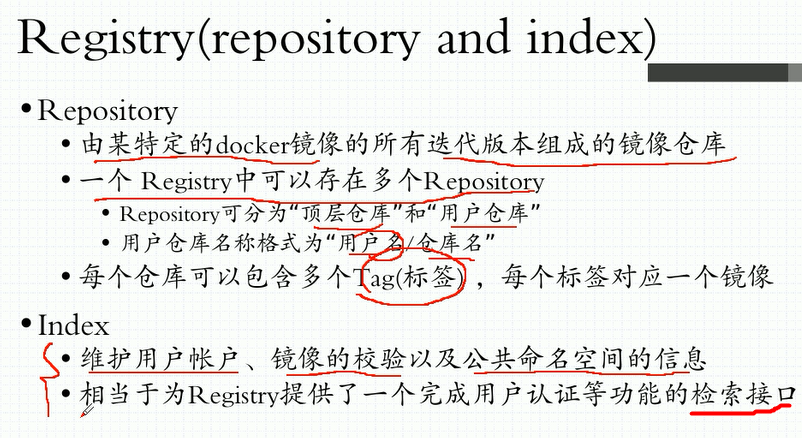 Registry(repository and index)
•Repository
•由某特定的docker镜像的所有迭代版本组成的镜像仓库
•一个 Registry中可以存在多个Repository
•Repository可分为“顶层仓库”和“用户仓库”
•用户仓库名称格式为“用户名/仓库名”
•每个仓库可以包含多个Tag(标签)，每个标签对应一个镜像
•Index
•维护用户帐户、镜像的校验以及公共命名空间的信息
•相当于为Registry提供了一个完成用户认证等功能的检索接口